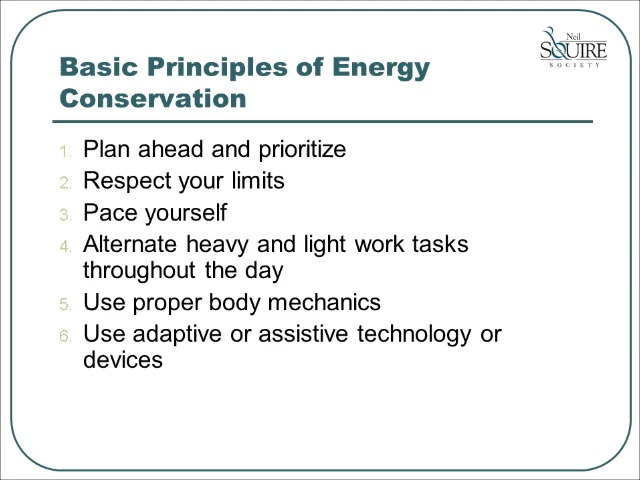 Neil
SQUIRE
SOCIETY
Basic Principles of Energy
Conservation
1. Plan ahead and prioritize
2. Respect your limits
3. Pace yourself
4. Alternate heavy and light work tasks
throughout the day
5. Use proper body mechanics
6. Use adaptive or assistive technology or
devices